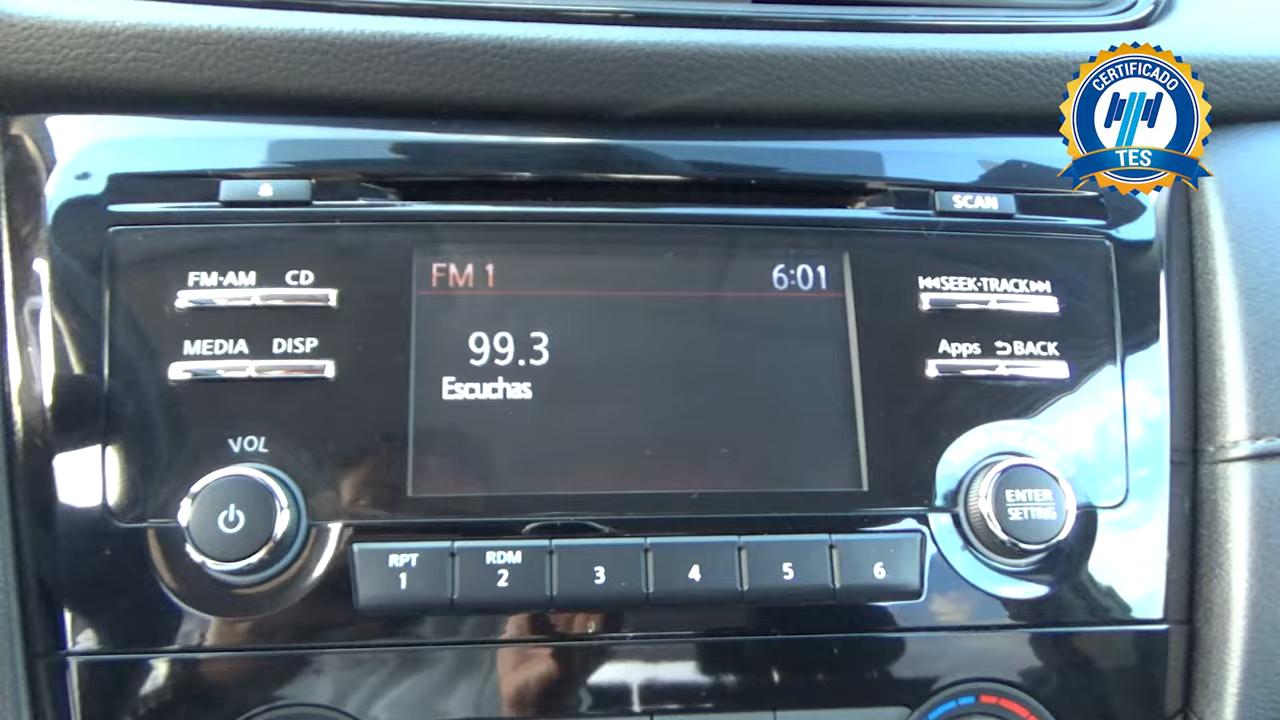 CERTIFICADO
TES
SCAN
FM·AM CD
FM 1 6:01
⏮SEEK·TRACK⏭
MEDIA DISP
99.3
Apps ⮌BACK
Escuchas
VOL
ENTER
SETTING
RPT
1
RDM
2
3
4
5
6